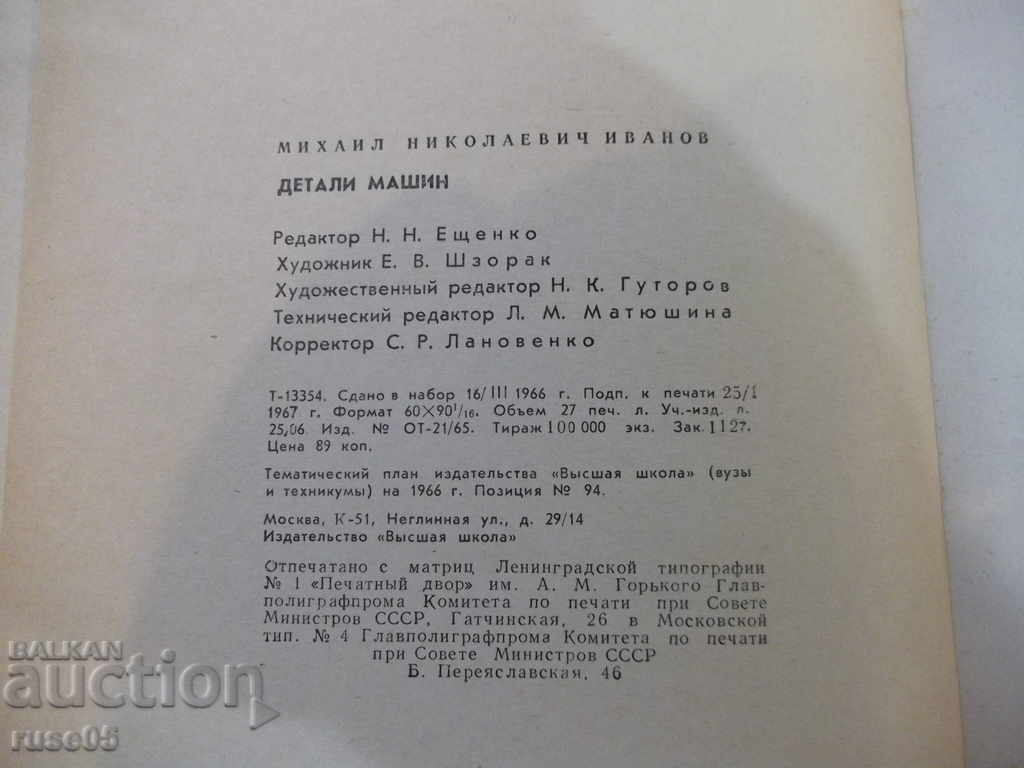 МИХАИЛ НИКОЛАЕВИЧ ИВАНОВ
ДЕТАЛИ МАШИН
Редактор Н. Н. Ещенко
Художник Е. В. Шзорак
Художественный редактор Н. К. Гуторов
Технический редактор Л. М. Матюшина
Корректор С. Р. Лановенко
Т-13354. Сдано в набор 16/III 1966 г. Подп. к печати 25/I
1967 г. Формат 60×90¹/₁₆. Объем 27 печ. л. Уч.-изд. л.
25,06. Изд. № ОТ-21/65. Тираж 100 000 экз. Зак. 1127.
Цена 89 коп.
Тематический план издательства «Высшая школа» (вузы
и техникумы) на 1966 г. Позиция № 94.
Москва, К-51, Неглинная ул., д. 29/14
Издательство «Высшая школа»
Отпечатано с матриц Ленинградской типографии
№ 1 «Печатный двор» им. А. М. Горького Глав-
полиграфпрома Комитета по печати при Совете
Министров СССР, Гатчинская, 26 в Московской
тип. № 4 Главполиграфпрома Комитета по печати
при Совете Министров СССР
Б. Переяславская, 46
BALKAN
auction
ruse05